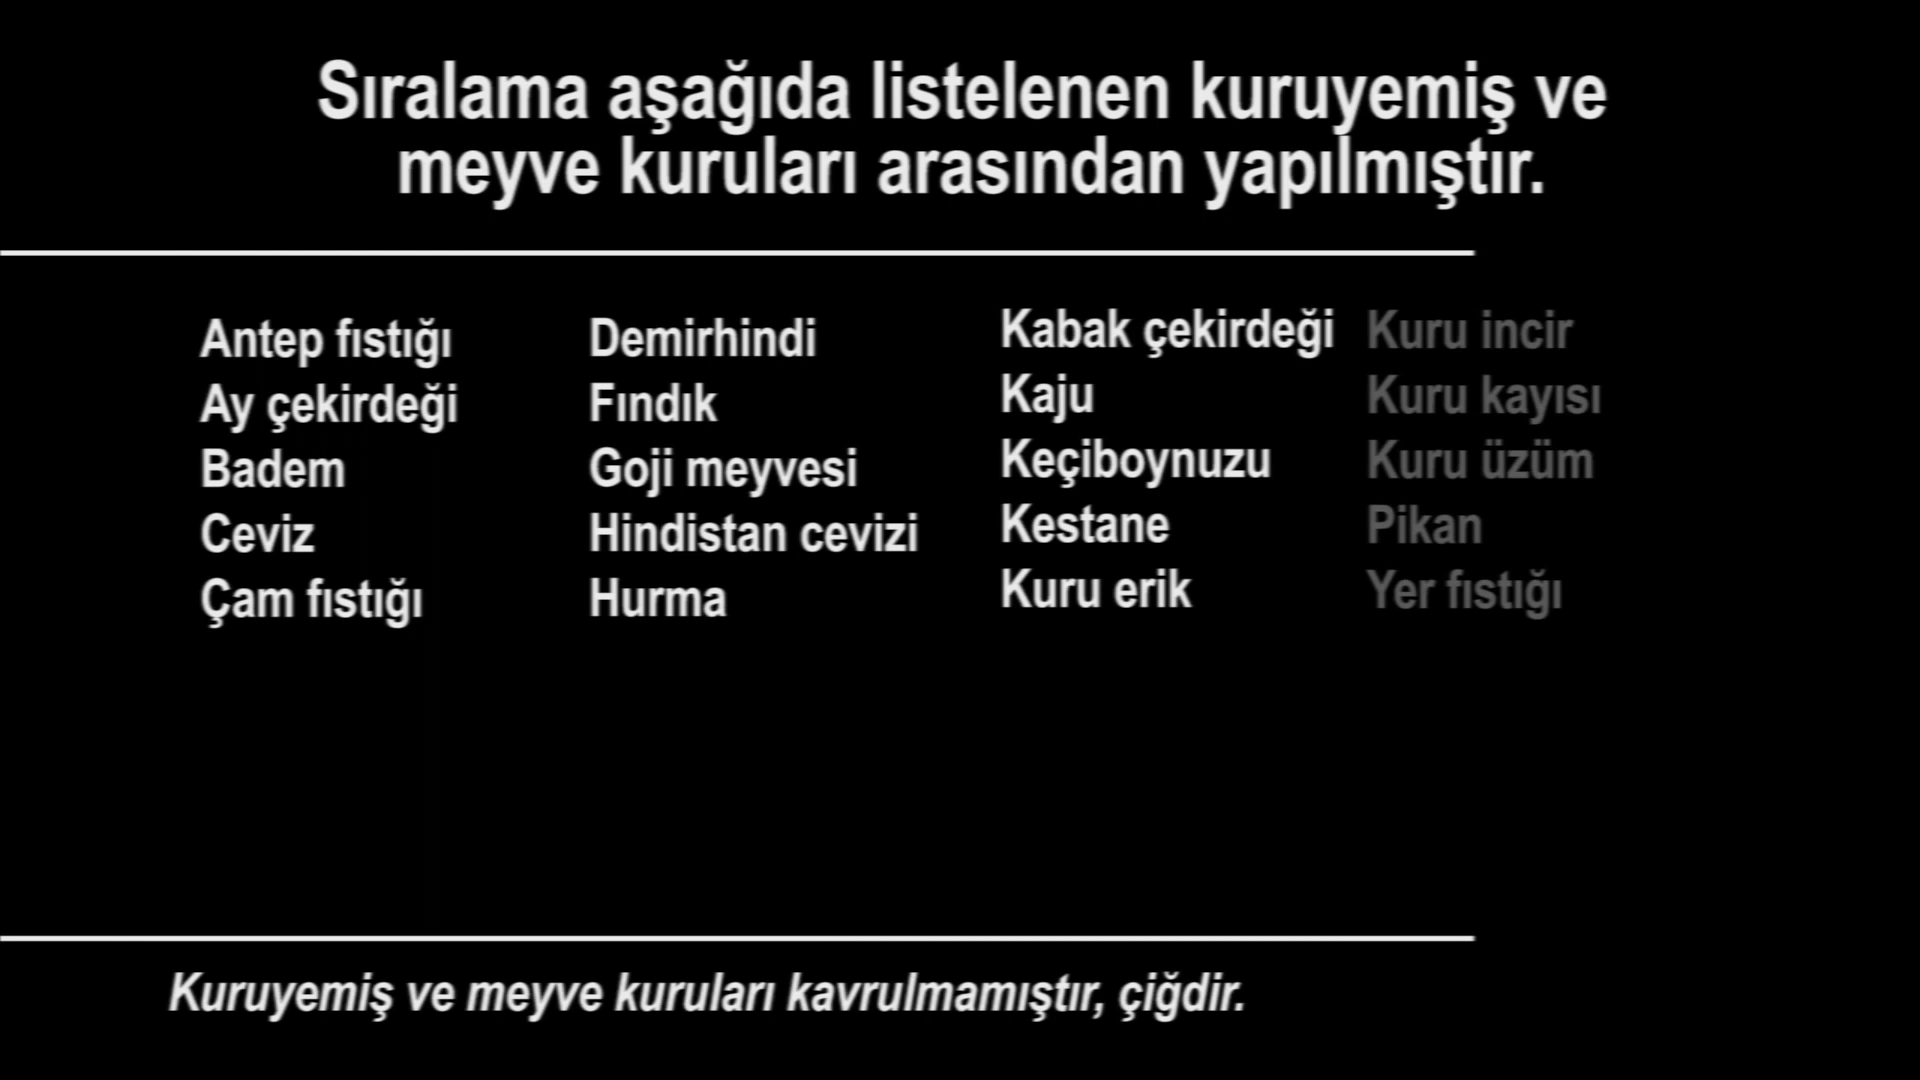 Sıralama aşağıda listelenen kuruyemiş ve
meyve kuruları arasından yapılmıştır.
Antep fıstığı
Ay çekirdeği
Badem
Ceviz
Çam fıstığı
Demirhindi
Fındık
Goji meyvesi
Hindistan cevizi
Hurma
Kabak çekirdeği
Kaju
Keçiboynuzu
Kestane
Kuru erik
Kuru incir
Kuru kayısı
Kuru üzüm
Pikan
Yer fıstığı
Kuruyemiş ve meyve kuruları kavrulmamıştır, çiğdir.